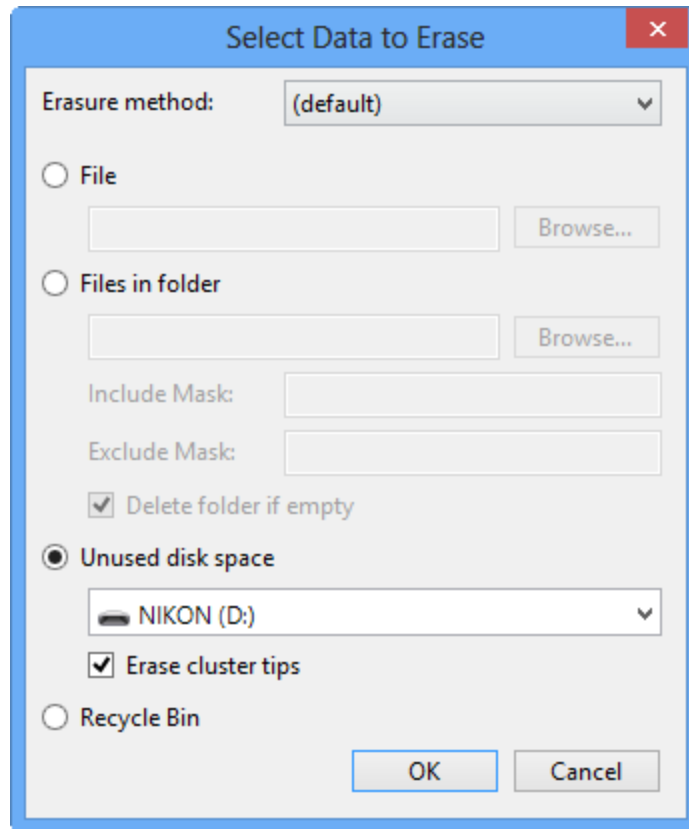 Select Data to Erase
Erasure method: (default)
File
Browse...
Files in folder
Browse...
Include Mask:
Exclude Mask:
Delete folder if empty
Unused disk space
NIKON (D:)
Erase cluster tips
Recycle Bin
OK Cancel